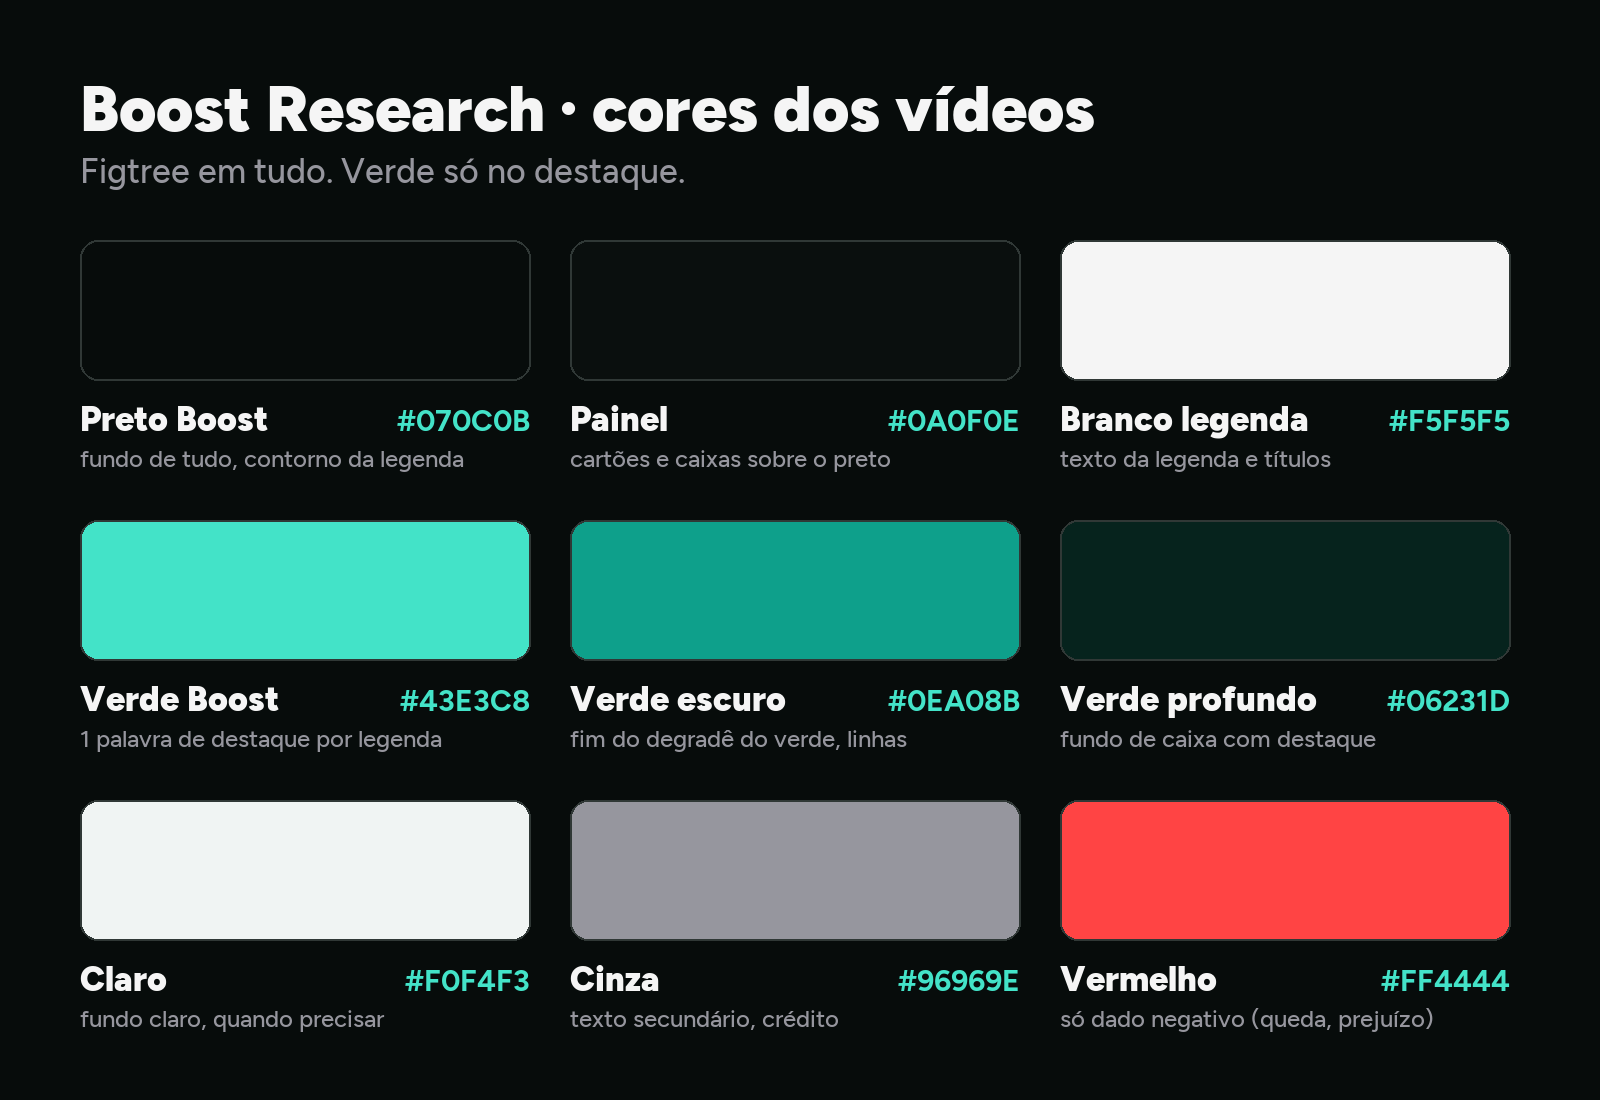 Boost Research · cores dos vídeos
Figtree em tudo. Verde só no destaque.
Preto Boost #070C0B
fundo de tudo, contorno da legenda
Painel #0A0F0E
cartões e caixas sobre o preto
Branco legenda #F5F5F5
texto da legenda e títulos
Verde Boost #43E3C8
1 palavra de destaque por legenda
Verde escuro #0EA08B
fim do degradê do verde, linhas
Verde profundo #06231D
fundo de caixa com destaque
Claro #F0F4F3
fundo claro, quando precisar
Cinza #96969E
texto secundário, crédito
Vermelho #FF4444
só dado negativo (queda, prejuízo)